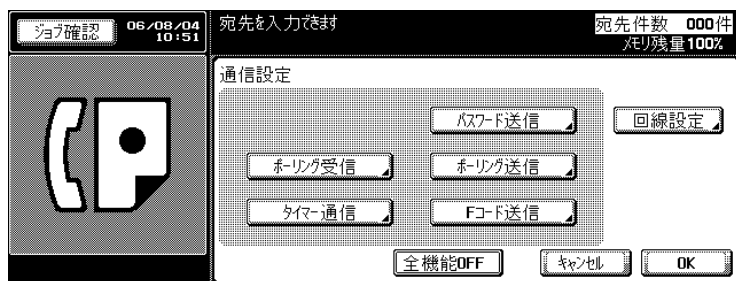 ジョブ確認
06/08/04
10:51
宛先を入力できます
宛先件数 000件
メモリ残量100%
通信設定
パスワード送信
回線設定
ポーリング受信
ポーリング送信
タイマー通信
Fコード送信
全機能OFF
キャンセル
OK